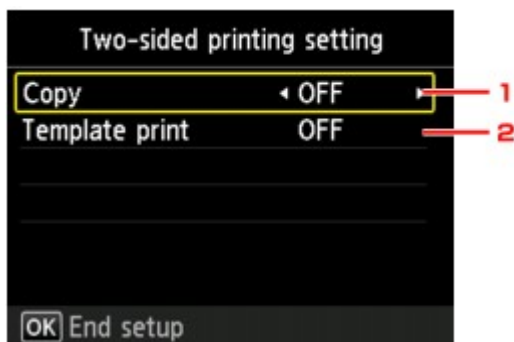 Two-sided printing setting
Copy OFF 1
Template print OFF 2
OK End setup